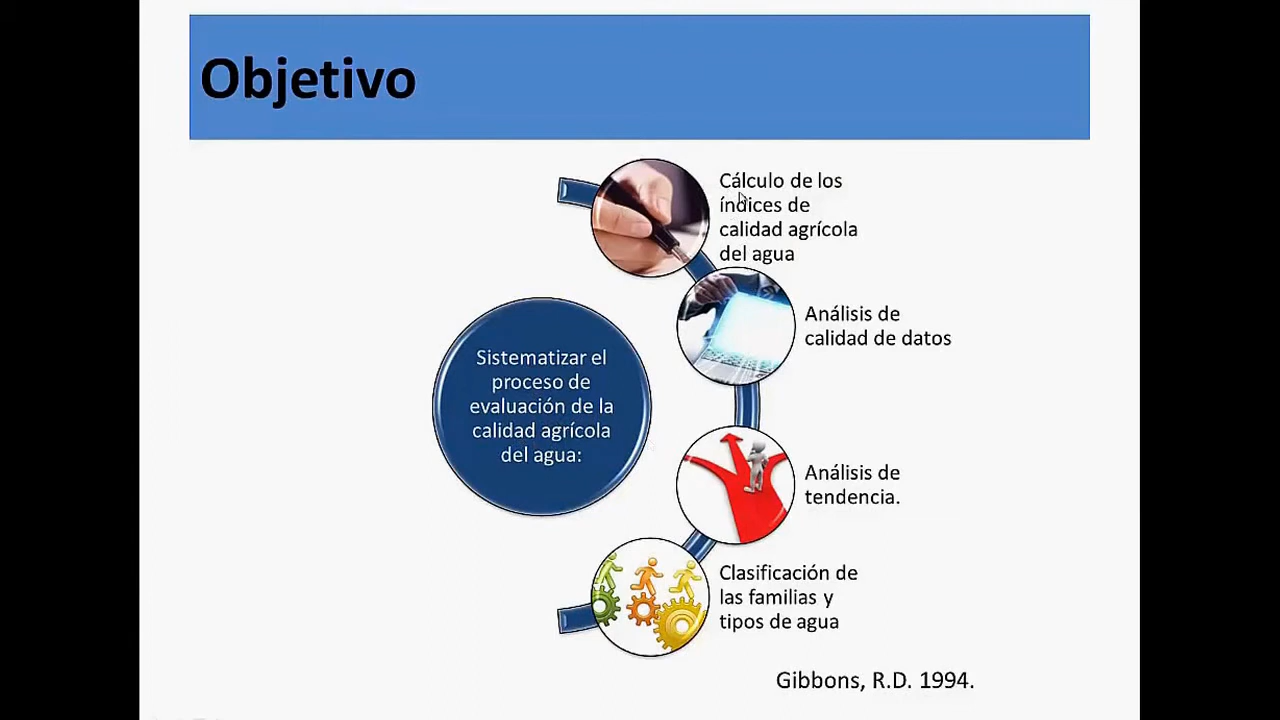 Objetivo
Cálculo de los
índices de
calidad agrícola
del agua
Análisis de
calidad de datos
Sistematizar el
proceso de
evaluación de la
calidad agrícola
del agua:
Análisis de
tendencia.
Clasificación de
las familias y
tipos de agua
Gibbons, R.D. 1994.